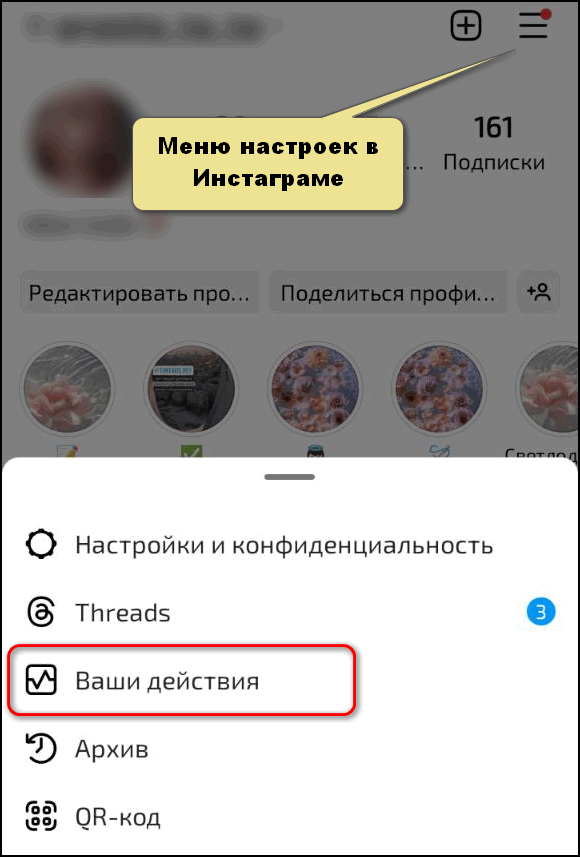 Меню настроек в
Инстаграме
161
Подписки
Редактировать про...
Поделиться профи...
Настройки и конфиденциальность
Threads
3
Ваши действия
Архив
QR-код